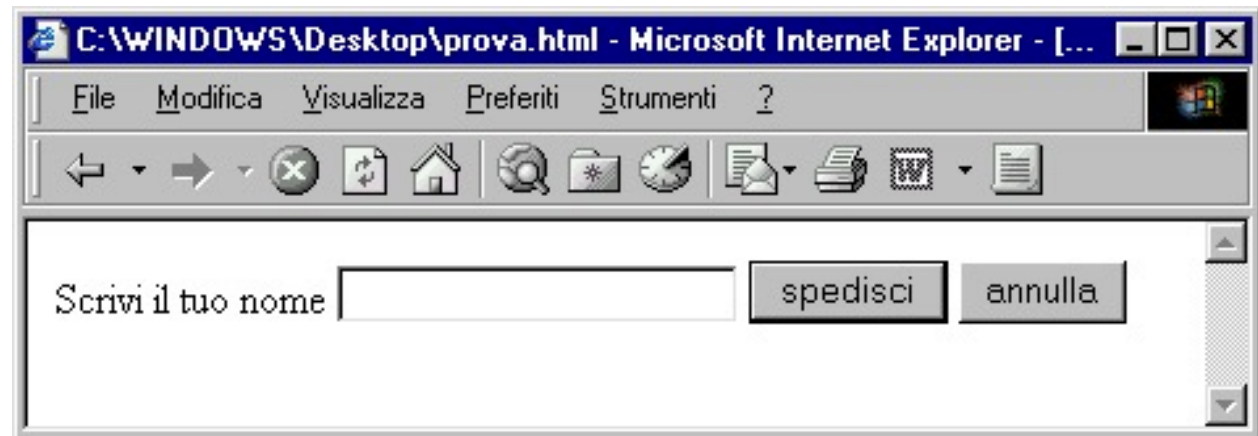 C:\WINDOWS\Desktop\prova.html - Microsoft Internet Explorer - [...
File Modifica Visualizza Preferiti Strumenti ?
W
Scrivi il tuo nome spedisci annulla